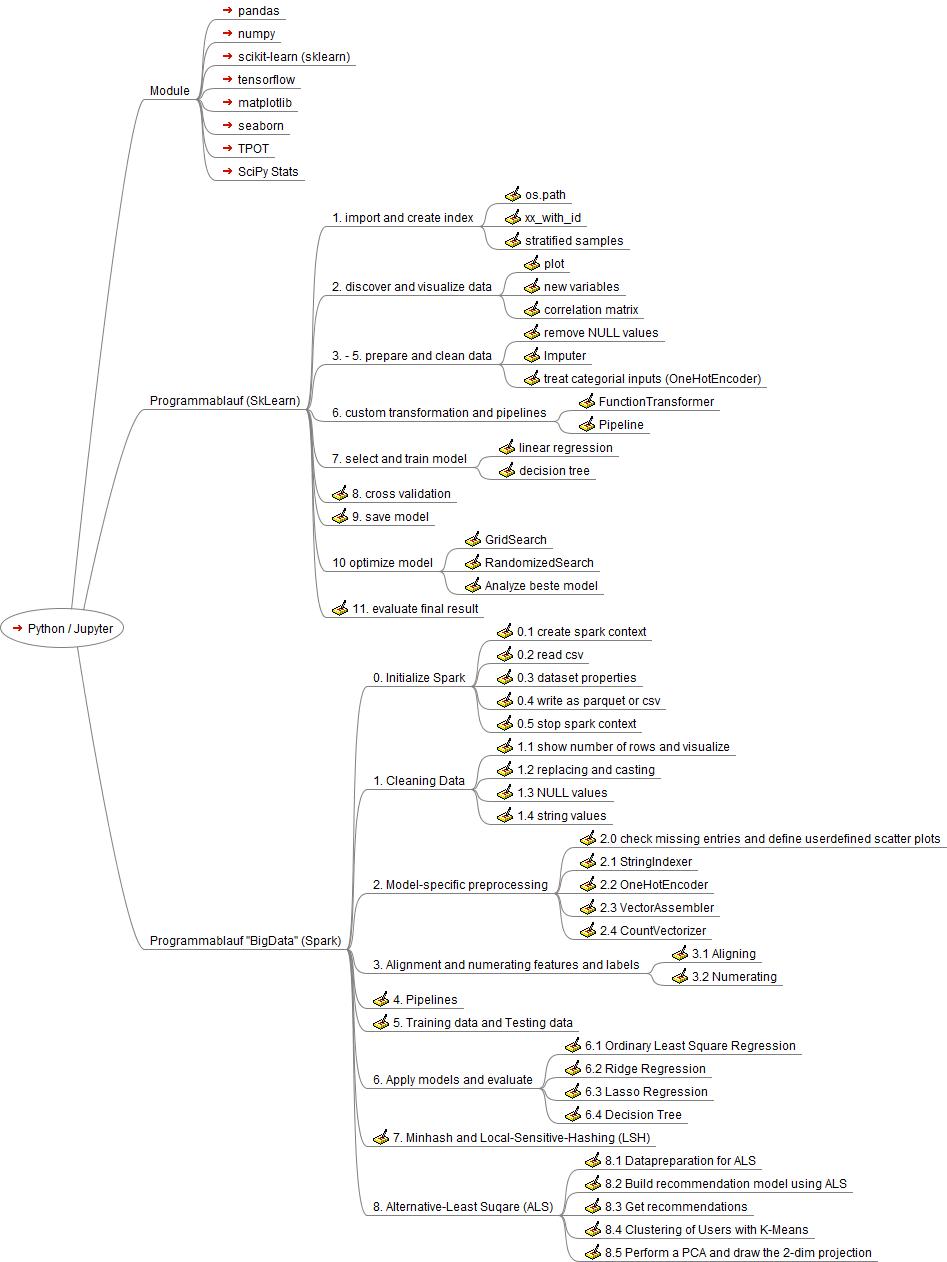 Python / Jupyter
Module
pandas
numpy
scikit-learn (sklearn)
tensorflow
matplotlib
seaborn
TPOT
SciPy Stats
Programmablauf (SkLearn)
1. import and create index
os.path
xx_with_id
stratified samples
2. discover and visualize data
plot
new variables
correlation matrix
3. - 5. prepare and clean data
remove NULL values
Imputer
treat categorial inputs (OneHotEncoder)
6. custom transformation and pipelines
FunctionTransformer
Pipeline
7. select and train model
linear regression
decision tree
8. cross validation
9. save model
10 optimize model
GridSearch
RandomizedSearch
Analyze beste model
11. evaluate final result
Programmablauf "BigData" (Spark)
0. Initialize Spark
0.1 create spark context
0.2 read csv
0.3 dataset properties
0.4 write as parquet or csv
0.5 stop spark context
1. Cleaning Data
1.1 show number of rows and visualize
1.2 replacing and casting
1.3 NULL values
1.4 string values
2. Model-specific preprocessing
2.0 check missing entries and define userdefined scatter plots
2.1 StringIndexer
2.2 OneHotEncoder
2.3 VectorAssembler
2.4 CountVectorizer
3. Alignment and numerating features and labels
3.1 Aligning
3.2 Numerating
4. Pipelines
5. Training data and Testing data
6. Apply models and evaluate
6.1 Ordinary Least Square Regression
6.2 Ridge Regression
6.3 Lasso Regression
6.4 Decision Tree
7. Minhash and Local-Sensitive-Hashing (LSH)
8. Alternative-Least Suqare (ALS)
8.1 Datapreparation for ALS
8.2 Build recommendation model using ALS
8.3 Get recommendations
8.4 Clustering of Users with K-Means
8.5 Perform a PCA and draw the 2-dim projection